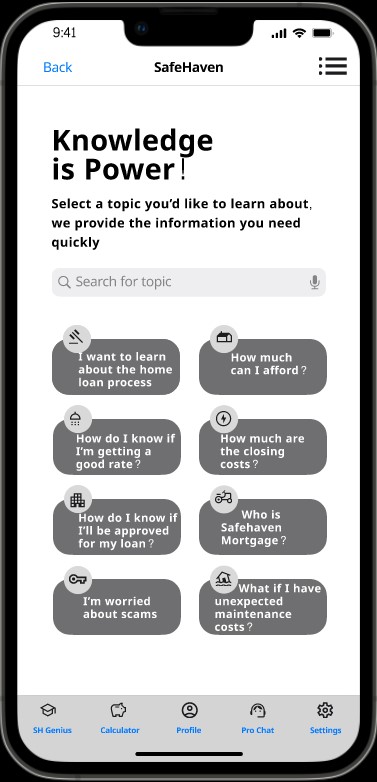 9:41
Back
SafeHaven
Knowledge
is Power!
Select a topic you’d like to learn about,
we provide the information you need
quickly
Search for topic
I want to learn
about the home
loan process
How much
can I afford?
How do I know if
I’m getting a
good rate?
How much are
the closing
costs?
How do I know if
I’ll be approved
for my loan?
Who is
Safehaven
Mortgage?
I’m worried
about scams
What if I have
unexpected
maintenance
costs?
SH Genius
Calculator
Profile
Pro Chat
Settings